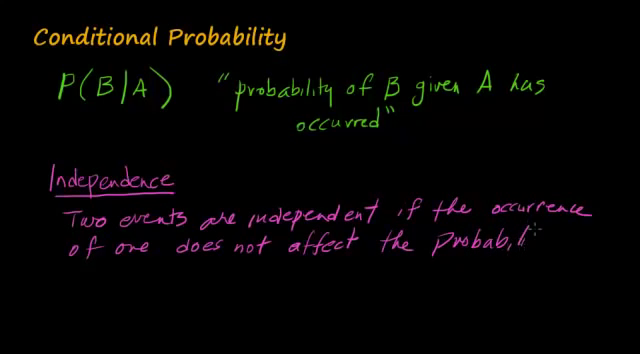 Conditional Probability
P(B/A) "probability of B given A has
occurred"
Independence
Two events are independent if the occurrence
of one does not affect the probabil